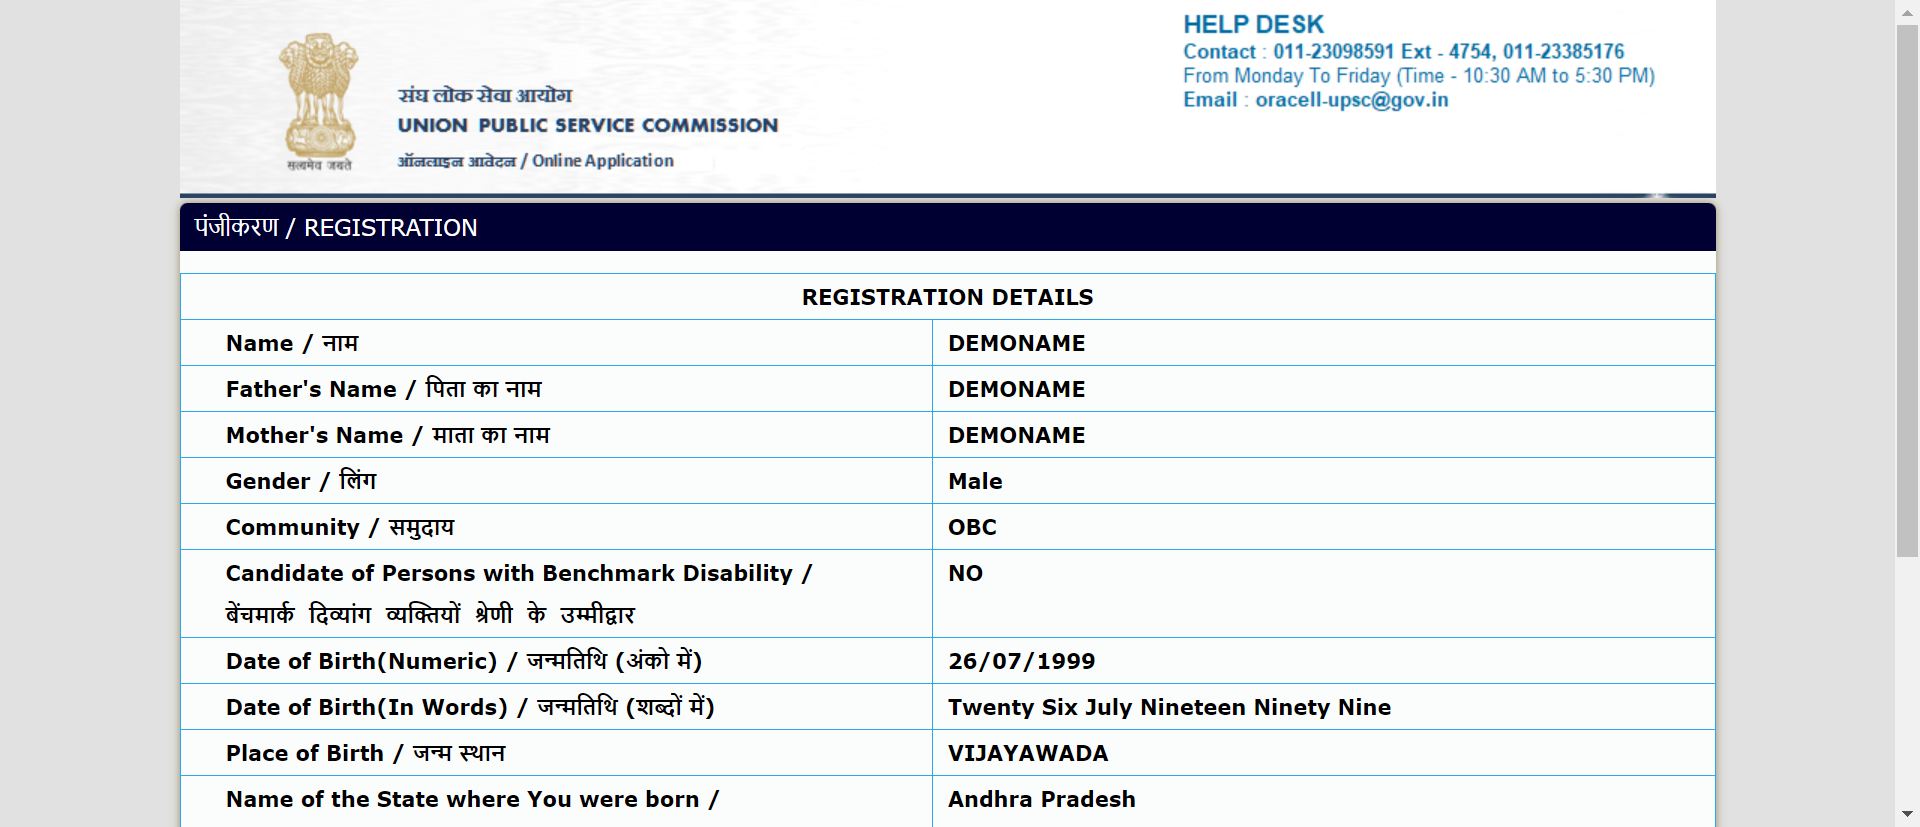 HELP DESK
Contact : 011-23098591 Ext - 4754, 011-23385176
From Monday To Friday (Time - 10:30 AM to 5:30 PM)
Email : oracell-upsc@gov.in
सत्यमेव जयते
संघ लोक सेवा आयोग
UNION PUBLIC SERVICE COMMISSION
ऑनलाइन आवेदन / Online Application
पंजीकरण / REGISTRATION
REGISTRATION DETAILS
Name / नाम DEMONAME
Father's Name / पिता का नाम DEMONAME
Mother's Name / माता का नाम DEMONAME
Gender / लिंग Male
Community / समुदाय OBC
Candidate of Persons with Benchmark Disability / NO
बेंचमार्क दिव्यांग व्यक्तियों श्रेणी के उम्मीद्वार
Date of Birth(Numeric) / जन्मतिथि (अंको में) 26/07/1999
Date of Birth(In Words) / जन्मतिथि (शब्दों में) Twenty Six July Nineteen Ninety Nine
Place of Birth / जन्म स्थान VIJAYAWADA
Name of the State where You were born / Andhra Pradesh